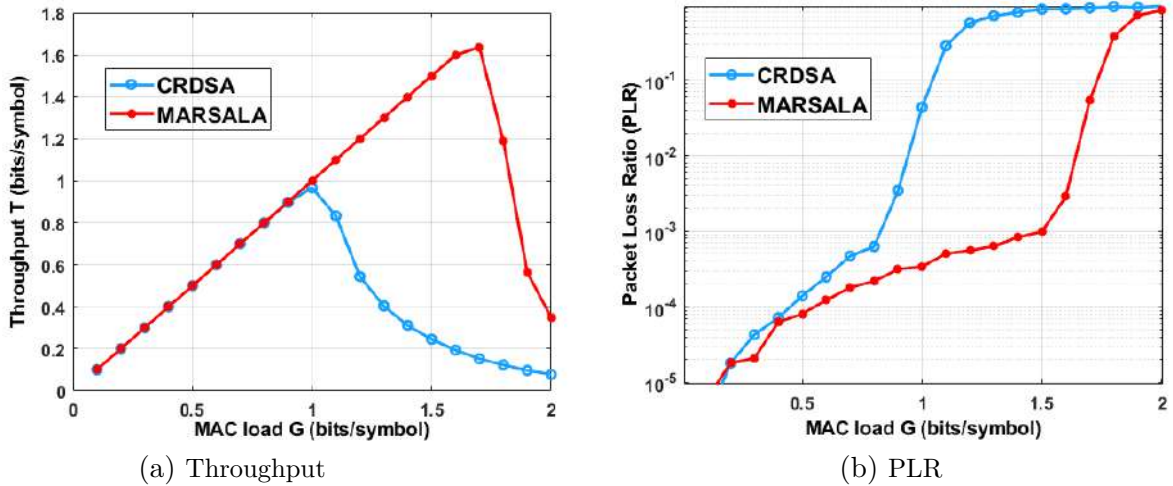 1.8
1.6
1.4
1.2
1
0.8
0.6
0.4
0.2
0
Throughput T (bits/symbol)
CRDSA
MARSALA
0 0.5 1 1.5 2
MAC load G (bits/symbol)
(a) Throughput
10-1
10-2
10-3
10-4
10-5
Packet Loss Ratio (PLR)
CRDSA
MARSALA
0.5 1 1.5 2
MAC load G (bits/symbol)
(b) PLR